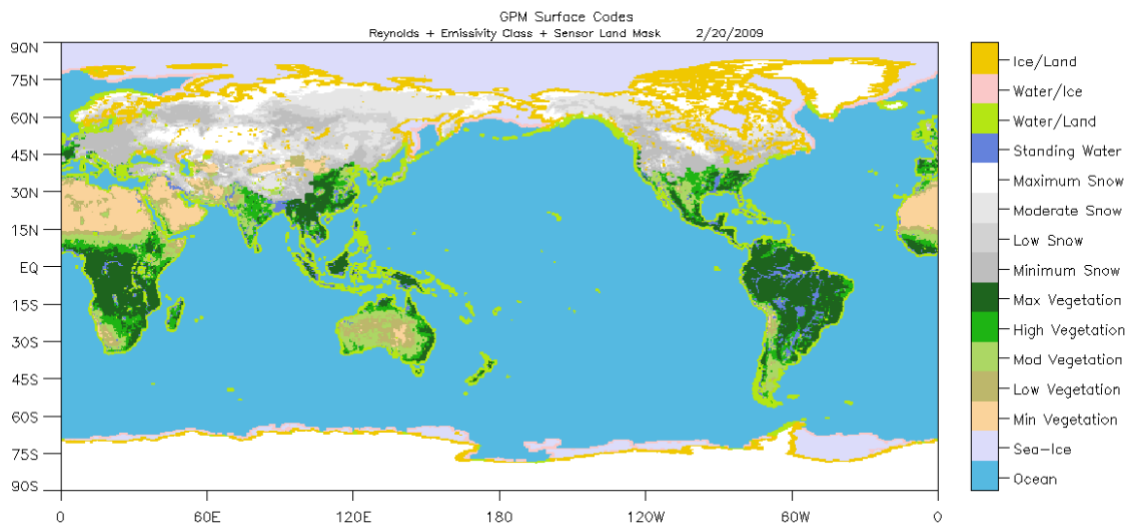 GPM Surface Codes
Reynolds + Emissivity Class + Sensor Land Mask 2/20/2009
90N
75N
60N
45N
30N
15N
EQ
15S
30S
45S
60S
75S
90S
0 60E 120E 180 120W 60W 0
Ice/Land
Water/Ice
Water/Land
Standing Water
Maximum Snow
Moderate Snow
Low Snow
Minimum Snow
Max Vegetation
High Vegetation
Mod Vegetation
Low Vegetation
Min Vegetation
Sea-Ice
Ocean